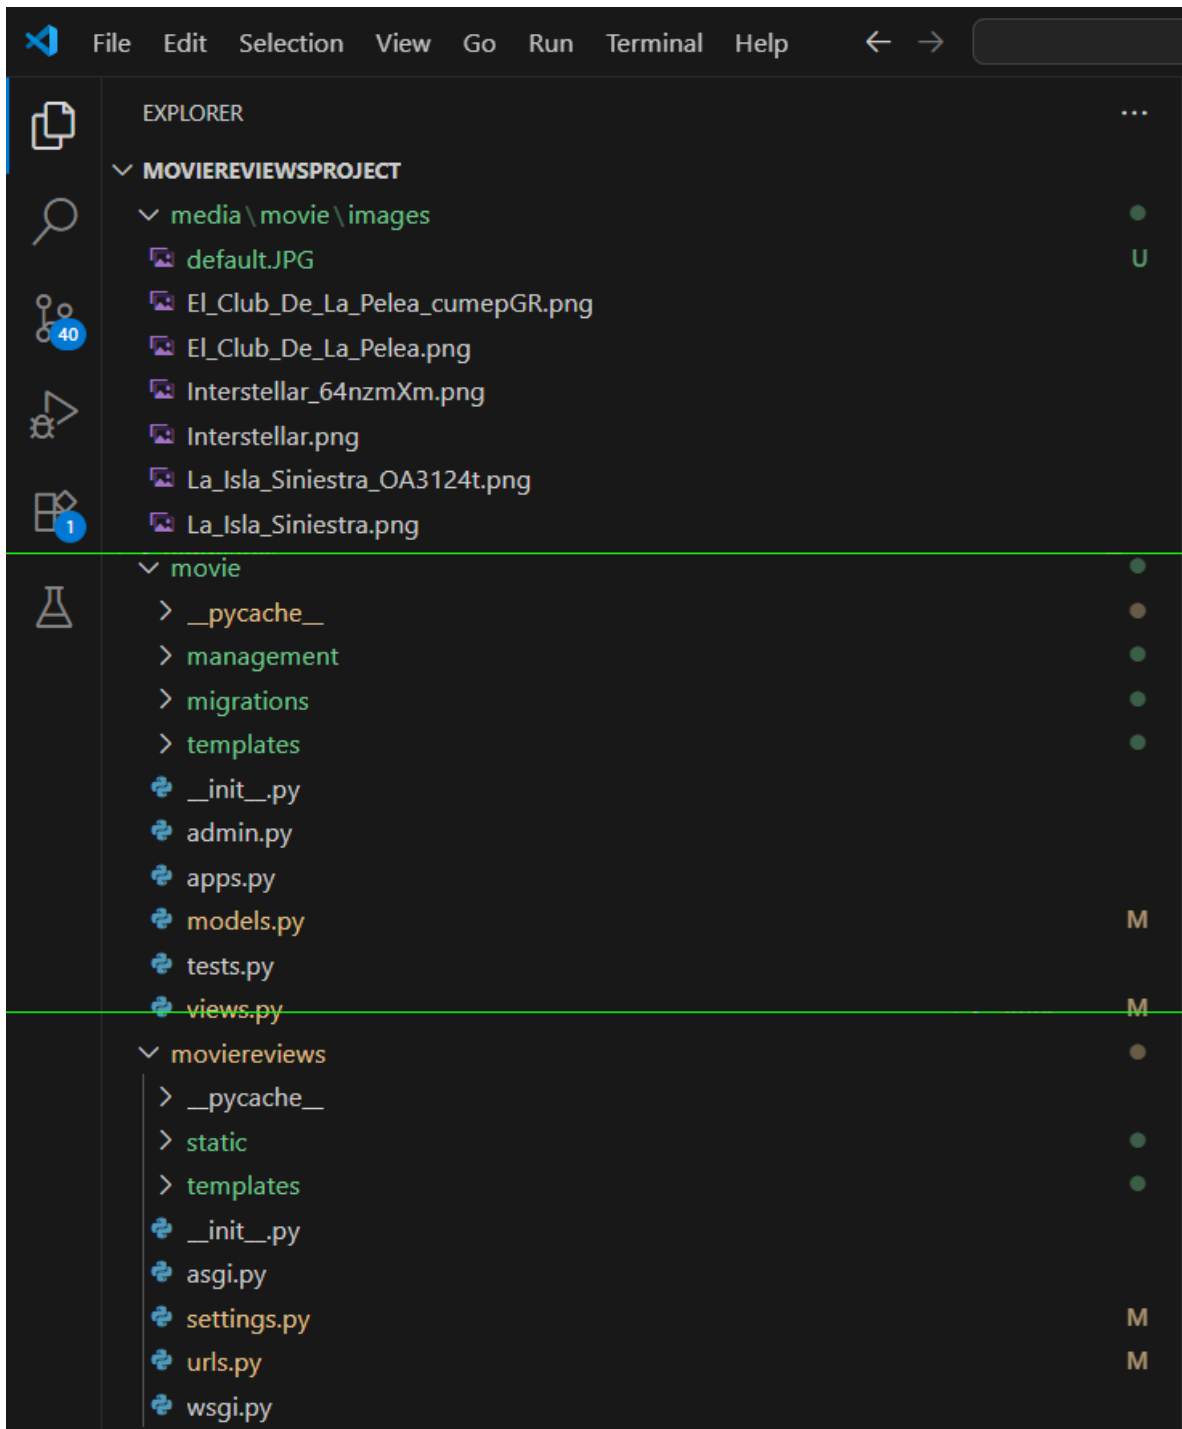 File Edit Selection View Go Run Terminal Help
EXPLORER
MOVIEREVIEWSPROJECT
media\movie\images
default.JPG U
El_Club_De_La_Pelea_cumepGR.png
El_Club_De_La_Pelea.png
40
Interstellar_64nzmXm.png
Interstellar.png
La_Isla_Siniestra_OA3124t.png
La_Isla_Siniestra.png
1
movie
__pycache__
management
migrations
templates
__init__.py
admin.py
apps.py
models.py M
tests.py
views.py M
moviereviews
__pycache__
static
templates
__init__.py
asgi.py
settings.py M
urls.py M
wsgi.py